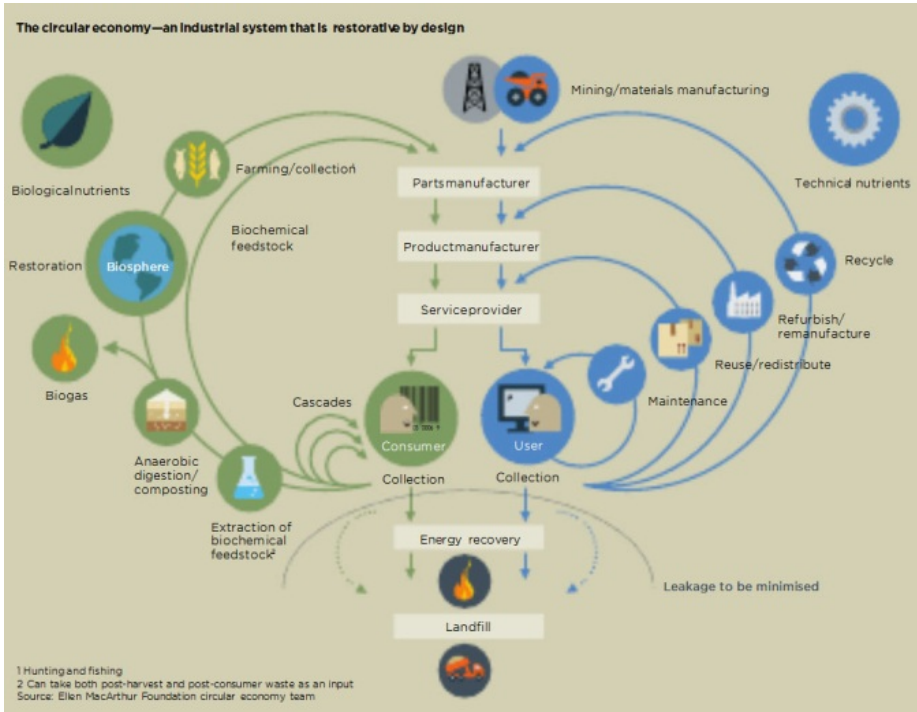 The circular economy—an industrial system that is restorative by design
Mining/materials manufacturing
Biological nutrients
Farming/collection¹
Parts manufacturer
Technical nutrients
Biochemical
feedstock
Product manufacturer
Restoration
Biosphere
Recycle
Service provider
Refurbish/
remanufacture
Reuse/redistribute
Biogas
Cascades
Maintenance
Consumer
User
Anaerobic
digestion/
composting
Collection
Collection
Extraction of
biochemical
feedstock²
Energy recovery
Leakage to be minimised
Landfill
1 Hunting and fishing
2 Can take both post-harvest and post-consumer waste as an input
Source: Ellen MacArthur Foundation circular economy team